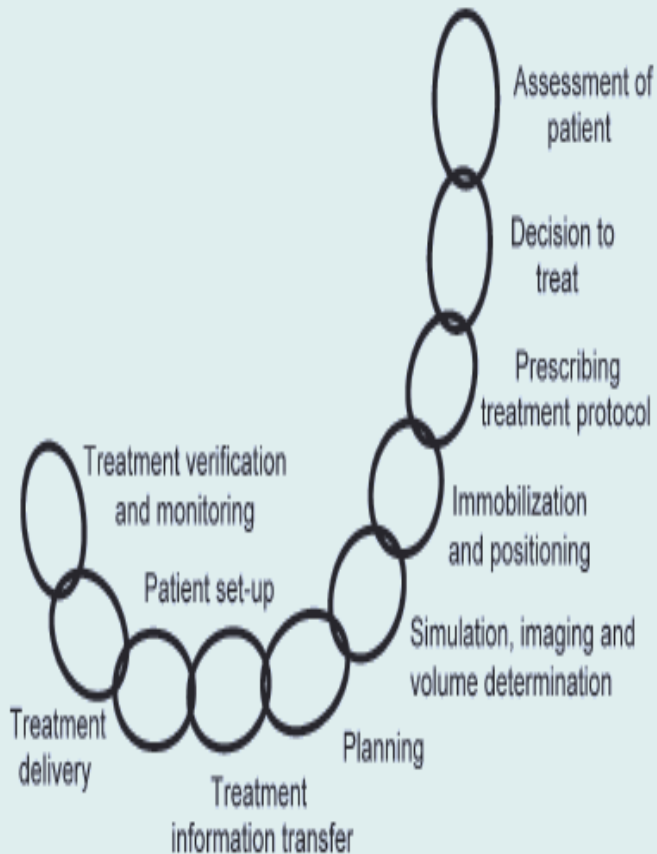 Assessment of
patient
Decision to
treat
Prescribing
treatment protocol
Immobilization
and positioning
Simulation, imaging and
volume determination
Planning
Treatment
information transfer
Patient set-up
Treatment
delivery
Treatment verification
and monitoring